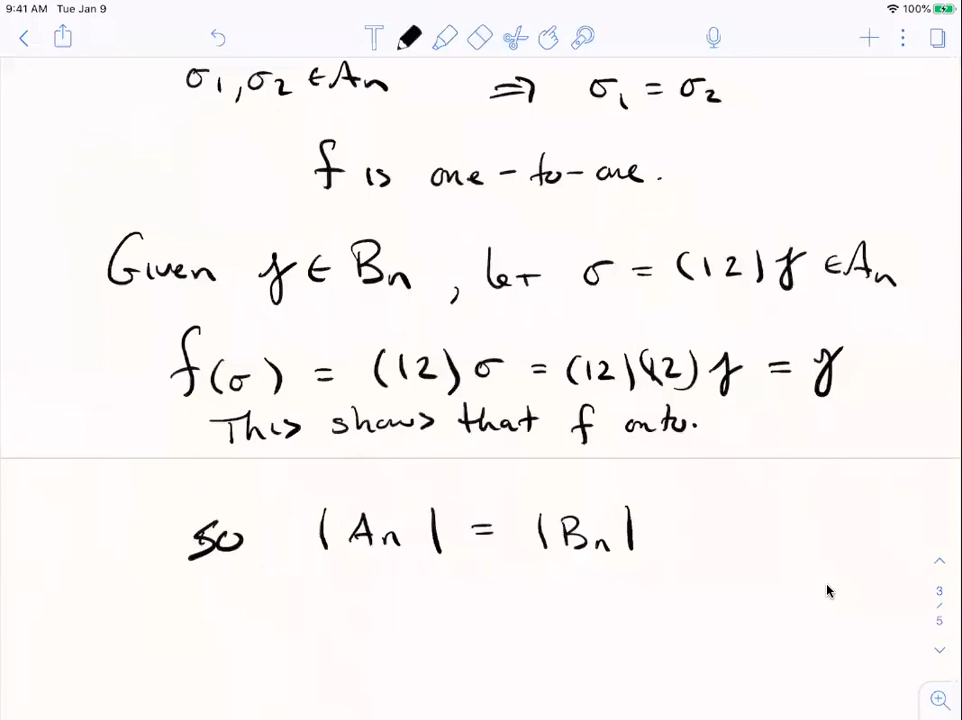 9:41 AM Tue Jan 9
100%
T
σ₁,σ₂ ∈ Aₙ ⇒ σ₁ = σ₂
f is one-to-one.
Given γ ∈ Bₙ, let σ = (12)γ ∈ Aₙ
f(σ) = (12)σ = (12)(12)γ = γ
This shows that f onto.
so |Aₙ| = |Bₙ|
3
/
5